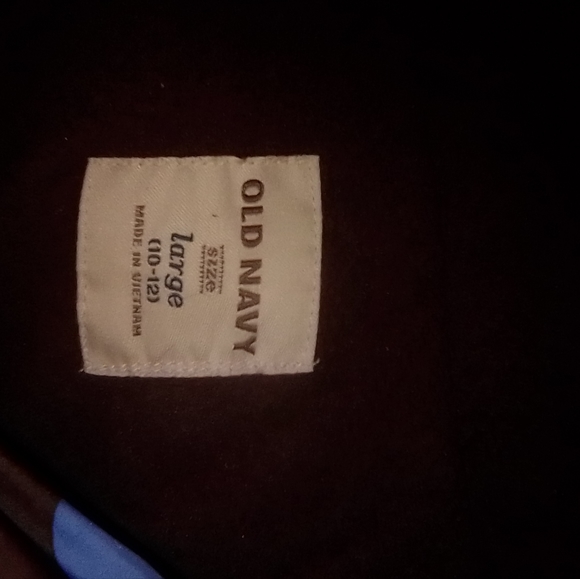 OLD NAVY
size
large
(10-12)
MADE IN VIETNAM